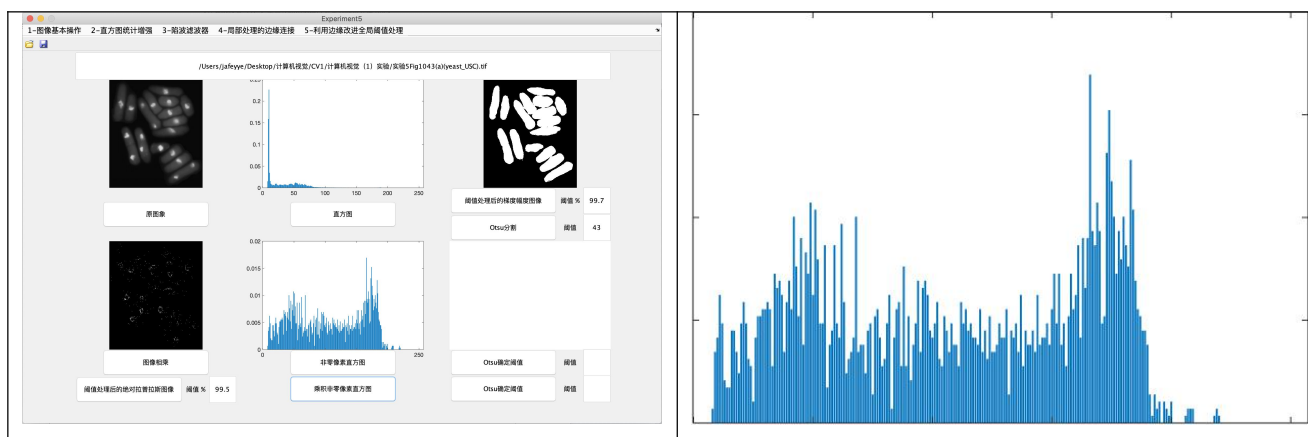 Experiment5
1-图像基本操作 2-直方图统计增强 3-陷波滤波器 4-局部处理的边缘连接 5-利用边缘改进全局阈值处理
/Users/jafeyye/Desktop/计算机视觉/CV1/计算机视觉（1）实验/实验5Fig1043(a)(yeast_USC).tif
0.25
0.2
0.15
0.1
0.05
0
0 50 100 150 200 250
阈值处理后的梯度幅度图像 阈值 % 99.7
原图象 直方图
Otsu分割 阈值 43
0.02
0.015
0.01
0.005
0
0 250
图像相乘 非零像素直方图 Otsu确定阈值 阈值
阈值处理后的绝对拉普拉斯图像 阈值 % 99.5 乘积非零像素直方图 Otsu确定阈值 阈值